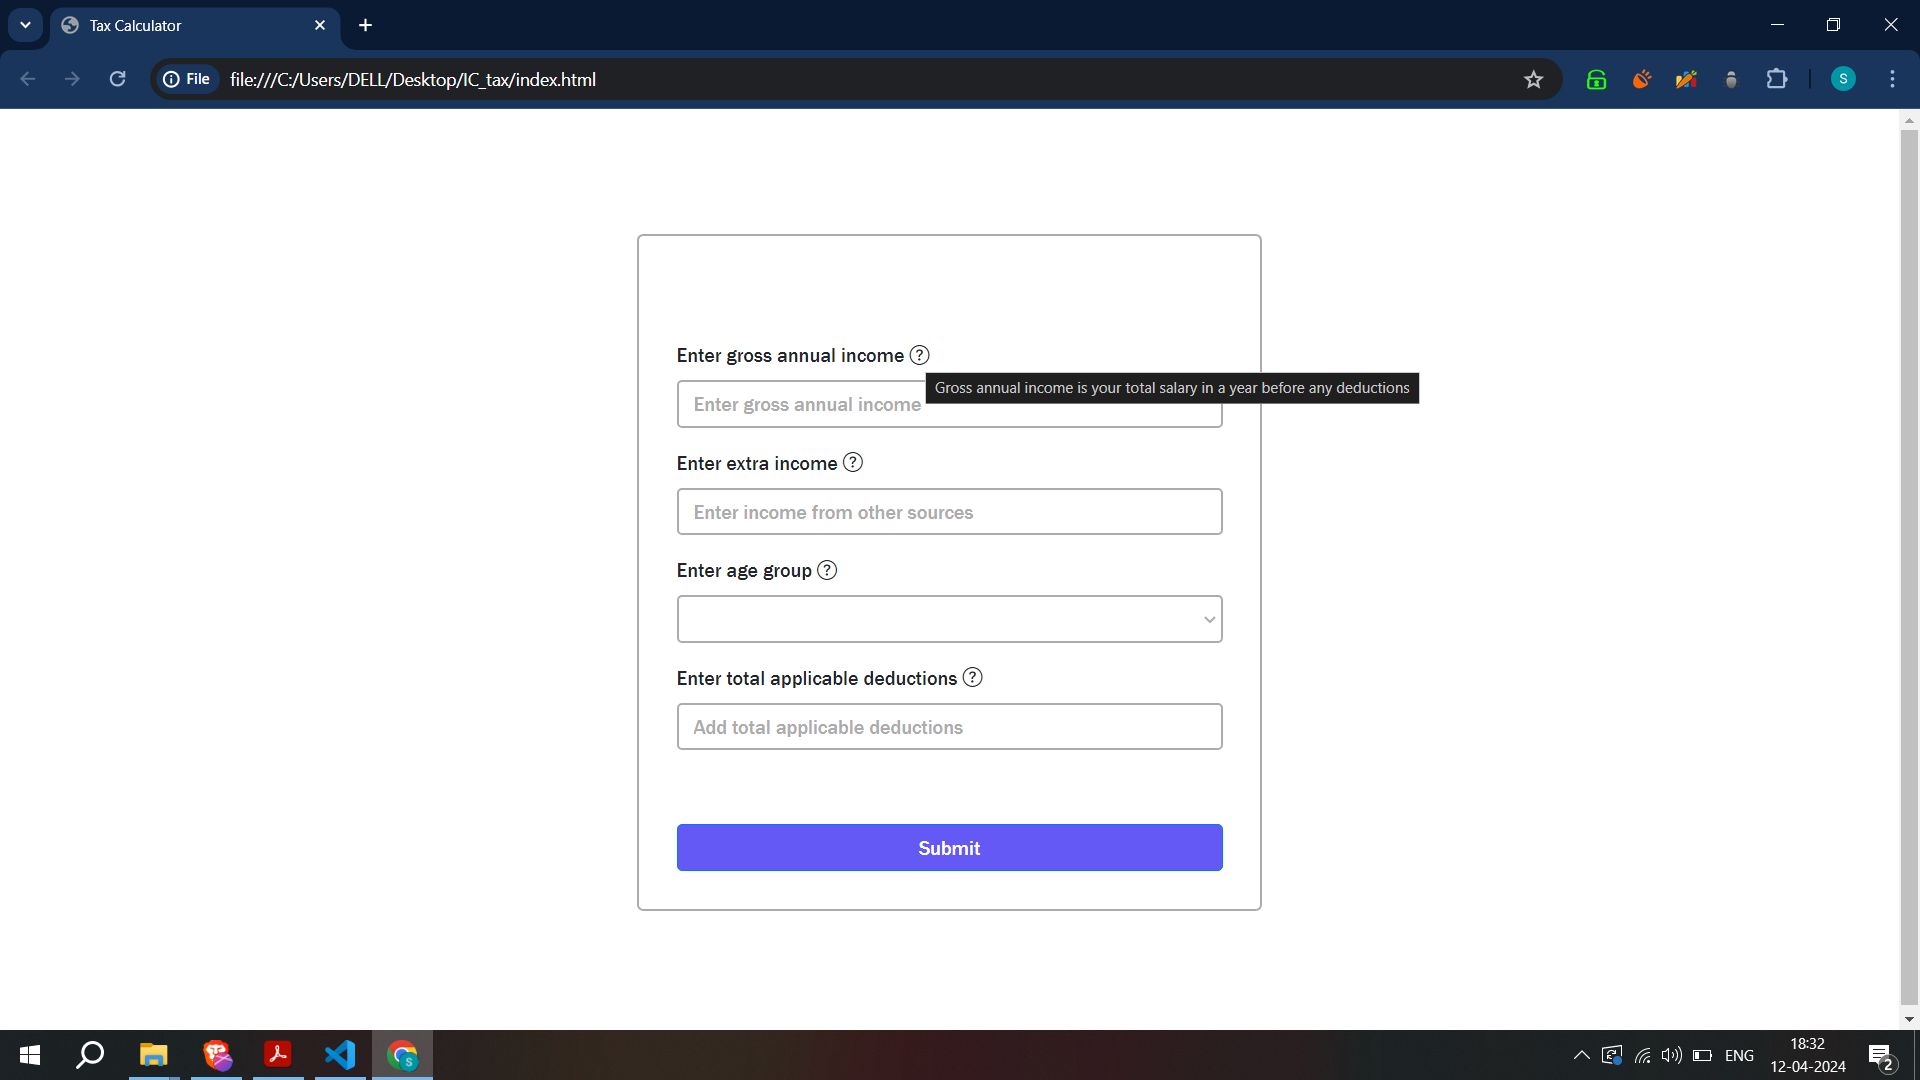 Tax Calculator
File file:///C:/Users/DELL/Desktop/IC_tax/index.html
S
Enter gross annual income ?
Gross annual income is your total salary in a year before any deductions
Enter gross annual income
Enter extra income ?
Enter income from other sources
Enter age group ?
Enter total applicable deductions ?
Add total applicable deductions
Submit
S
ENG
18:32
12-04-2024
2